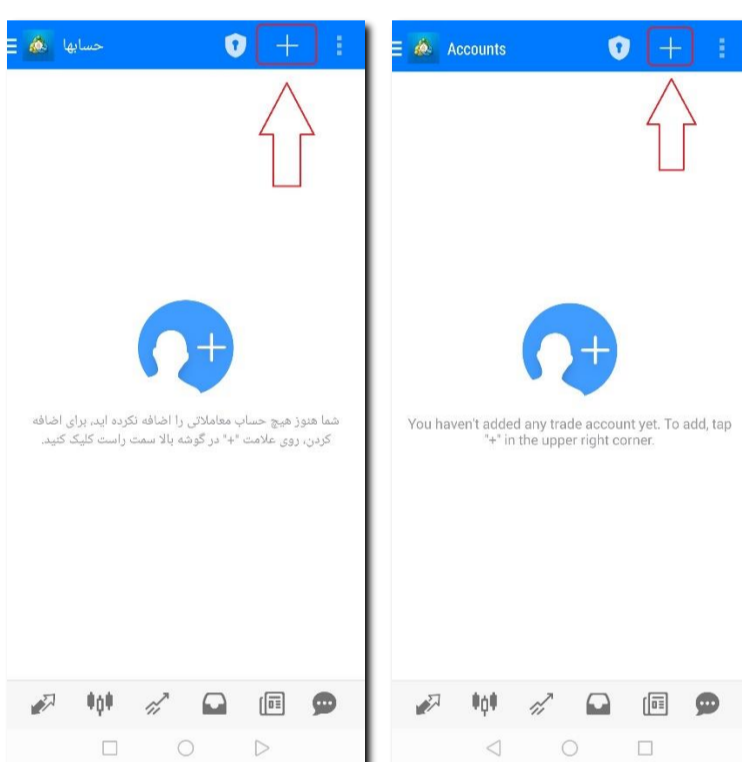 حسابها
شما هنوز هیچ حساب معاملاتی را اضافه نکرده اید، برای اضافه
کردن، روی علامت "+" در گوشه بالا سمت راست کلیک کنید.
Accounts
You haven't added any trade account yet. To add, tap
"+" in the upper right corner.